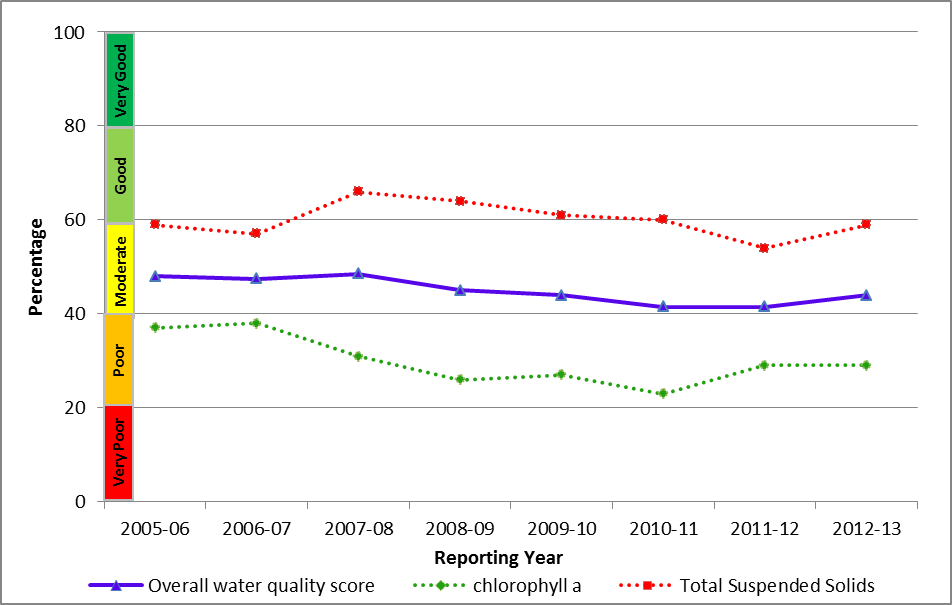 100
80
60
40
20
0
Very Good
Good
Moderate
Poor
Very Poor
Percentage
2005-06 2006-07 2007-08 2008-09 2009-10 2010-11 2011-12 2012-13
Reporting Year
Overall water quality score chlorophyll a Total Suspended Solids